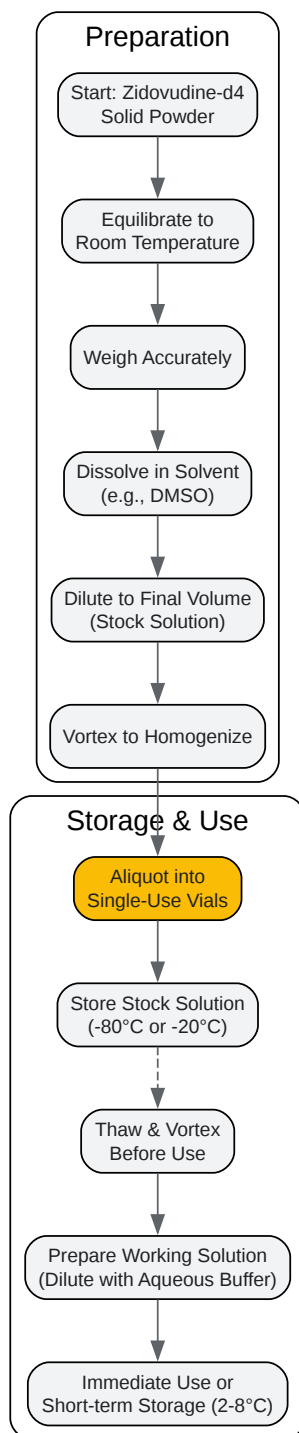 Preparation
Start: Zidovudine-d4
Solid Powder
Equilibrate to
Room Temperature
Weigh Accurately
Dissolve in Solvent
(e.g., DMSO)
Dilute to Final Volume
(Stock Solution)
Vortex to Homogenize
Storage & Use
Aliquot into
Single-Use Vials
Store Stock Solution
(-80°C or -20°C)
Thaw & Vortex
Before Use
Prepare Working Solution
(Dilute with Aqueous Buffer)
Immediate Use or
Short-term Storage (2-8°C)